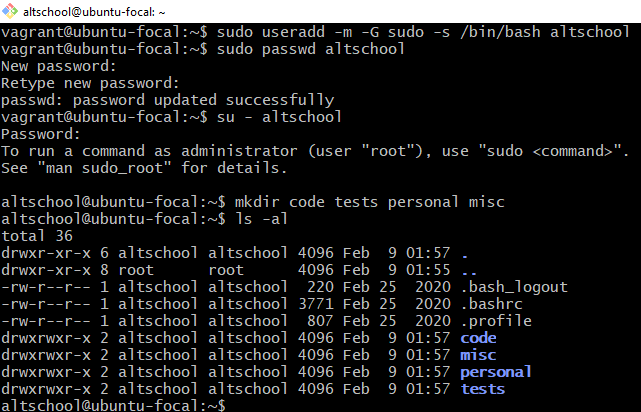 altschool@ubuntu-focal: ~
vagrant@ubuntu-focal:~$ sudo useradd -m -G sudo -s /bin/bash altschool
vagrant@ubuntu-focal:~$ sudo passwd altschool
New password:
Retype new password:
passwd: password updated successfully
vagrant@ubuntu-focal:~$ su - altschool
Password:
To run a command as administrator (user "root"), use "sudo <command>".
See "man sudo_root" for details.

altschool@ubuntu-focal:~$ mkdir code tests personal misc
altschool@ubuntu-focal:~$ ls -al
total 36
drwxr-xr-x 6 altschool altschool 4096 Feb  9 01:57 .
drwxr-xr-x 8 root      root      4096 Feb  9 01:55 ..
-rw-r--r-- 1 altschool altschool  220 Feb 25  2020 .bash_logout
-rw-r--r-- 1 altschool altschool 3771 Feb 25  2020 .bashrc
-rw-r--r-- 1 altschool altschool  807 Feb 25  2020 .profile
drwxrwxr-x 2 altschool altschool 4096 Feb  9 01:57 code
drwxrwxr-x 2 altschool altschool 4096 Feb  9 01:57 misc
drwxrwxr-x 2 altschool altschool 4096 Feb  9 01:57 personal
drwxrwxr-x 2 altschool altschool 4096 Feb  9 01:57 tests
altschool@ubuntu-focal:~$